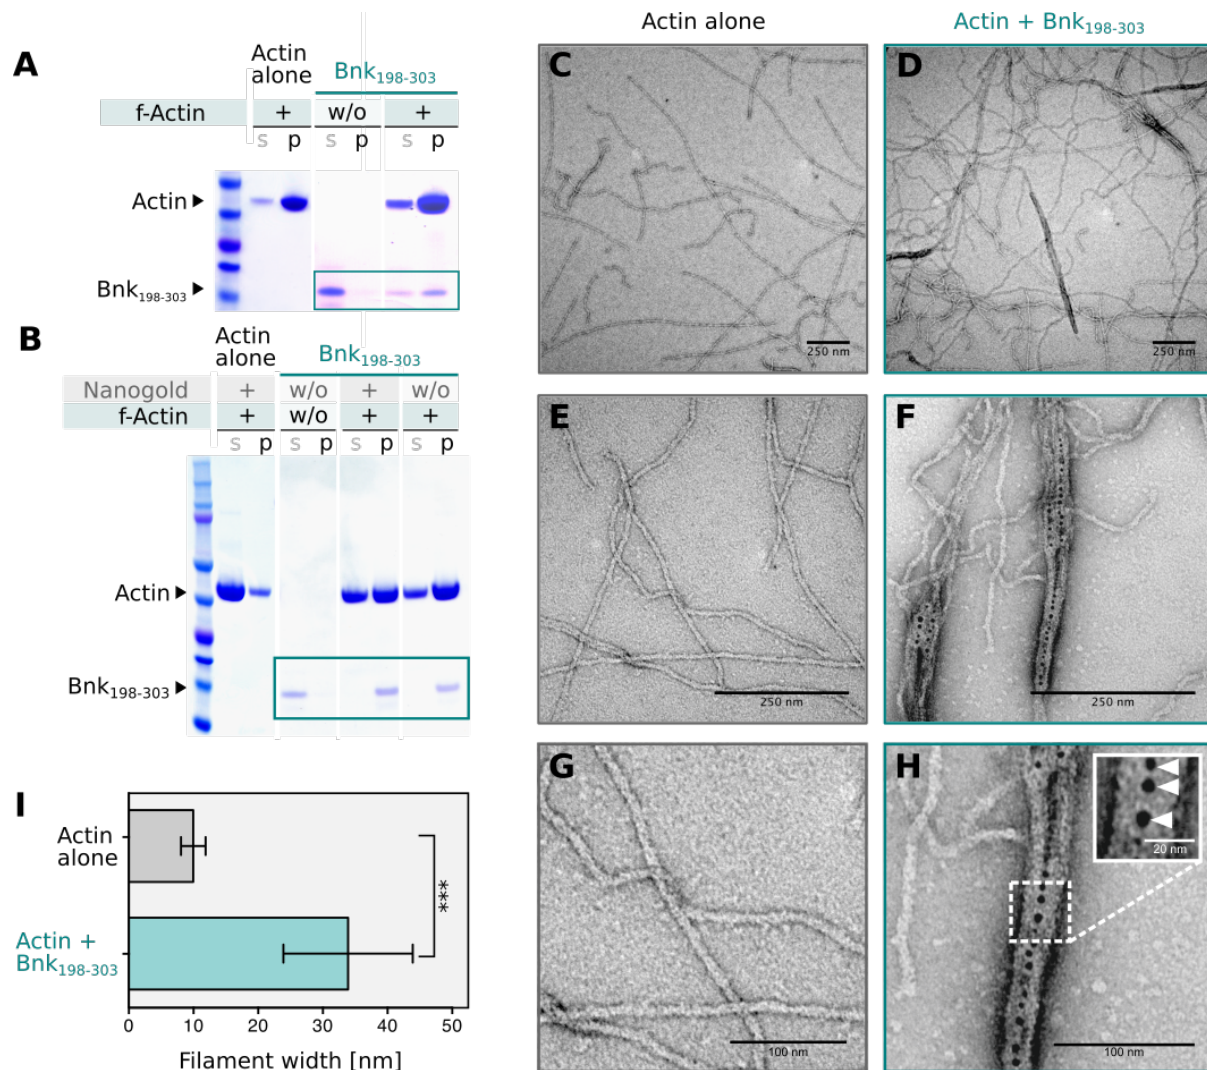 Actin alone
Actin + Bnk198-303
A
Actin
alone
Bnk198-303
f-Actin + w/o +
s p p s p
Actin
Bnk198-303
B
Actin
alone
Bnk198-303
Nanogold + w/o + w/o
f-Actin + w/o + +
s p s p s p s p
Actin
Bnk198-303
I
Actin
alone
Actin +
Bnk198-303
***
0 10 20 30 40 50
Filament width [nm]
C
250 nm
D
250 nm
E
250 nm
F
250 nm
G
100 nm
H
20 nm
100 nm